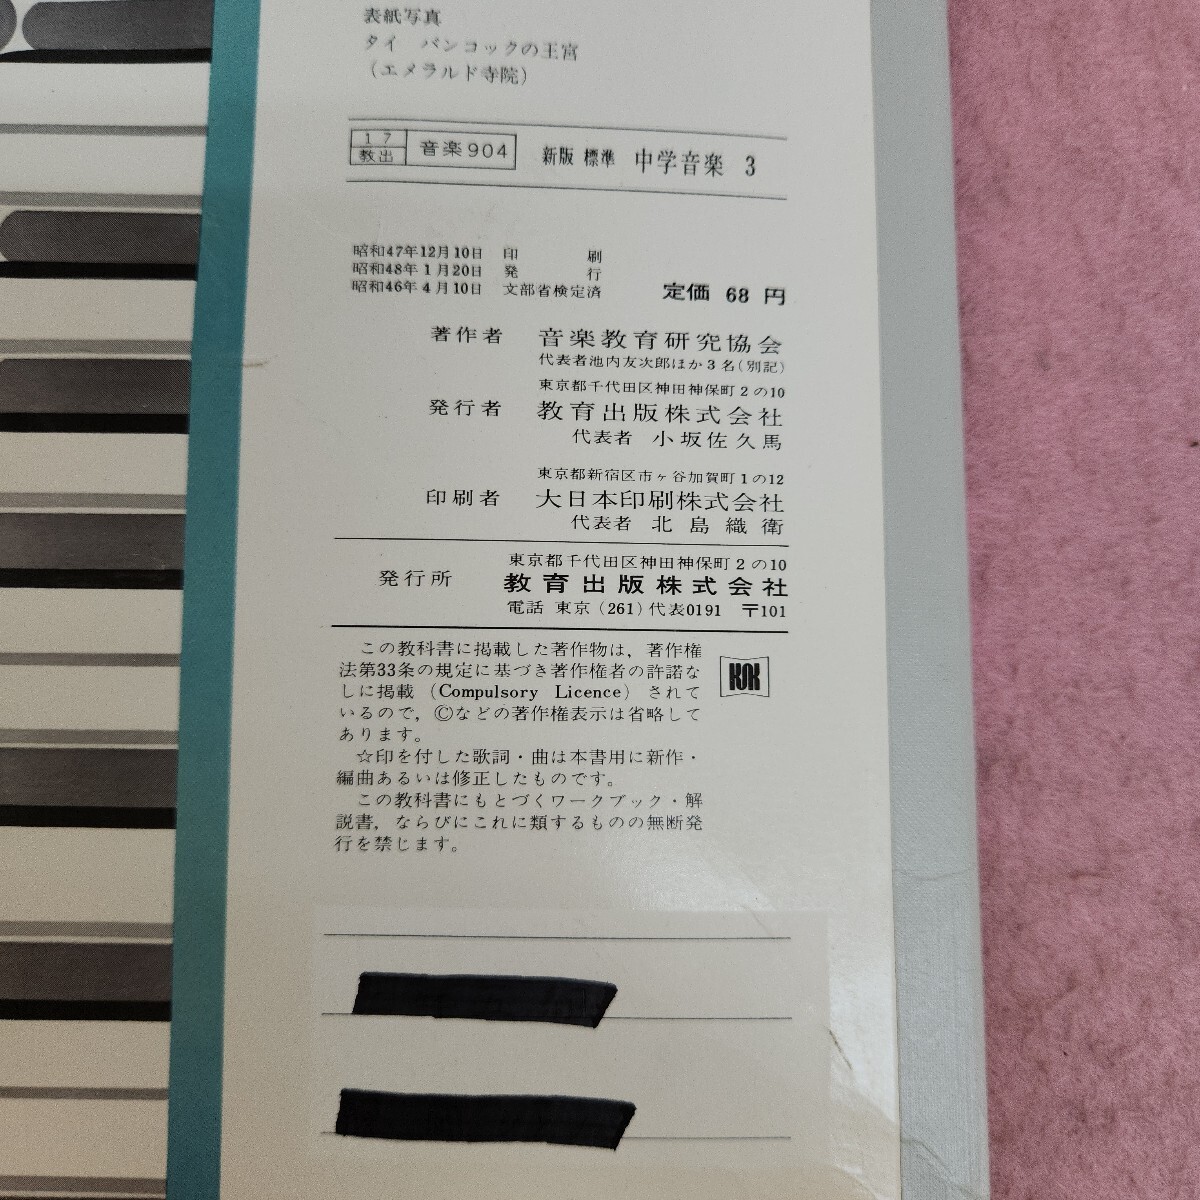 表紙写真
タイ バンコックの王宮
（エメラルド寺院）
17 教出 音楽904 新版 標準 中学音楽 3
昭和47年12月10日 印刷
昭和48年1月20日 発行
昭和46年4月10日 文部省検定済 定価 68 円
著作者 音楽教育研究協会
代表者池内友次郎ほか3名(別記)
東京都千代田区神田神保町2の10
発行者 教育出版株式会社
代表者 小坂佐久馬
東京都新宿区市ヶ谷加賀町1の12
印刷者 大日本印刷株式会社
代表者 北島織衛
東京都千代田区神田神保町2の10
発行所 教育出版株式会社
電話 東京（261）代表0191 〒101
この教科書に掲載した著作物は，著作権
法第33条の規定に基づき著作権者の許諾な
しに掲載（Compulsory Licence）されて
いるので，Ⓒなどの著作権表示は省略して
あります。
☆印を付した歌詞・曲は本書用に新作・
編曲あるいは修正したものです。
この教科書にもとづくワークブック・解
説書，ならびにこれに類するものの無断発
行を禁じます。